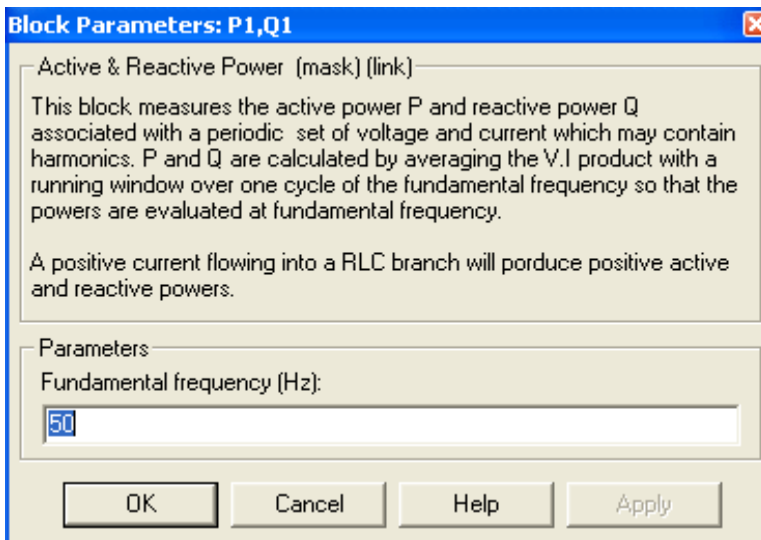 Block Parameters: P1,Q1
Active & Reactive Power (mask) (link)
This block measures the active power P and reactive power Q
associated with a periodic set of voltage and current which may contain
harmonics. P and Q are calculated by averaging the V.I product with a
running window over one cycle of the fundamental frequency so that the
powers are evaluated at fundamental frequency.
A positive current flowing into a RLC branch will porduce positive active
and reactive powers.
Parameters
Fundamental frequency (Hz):
50
OK Cancel Help Apply